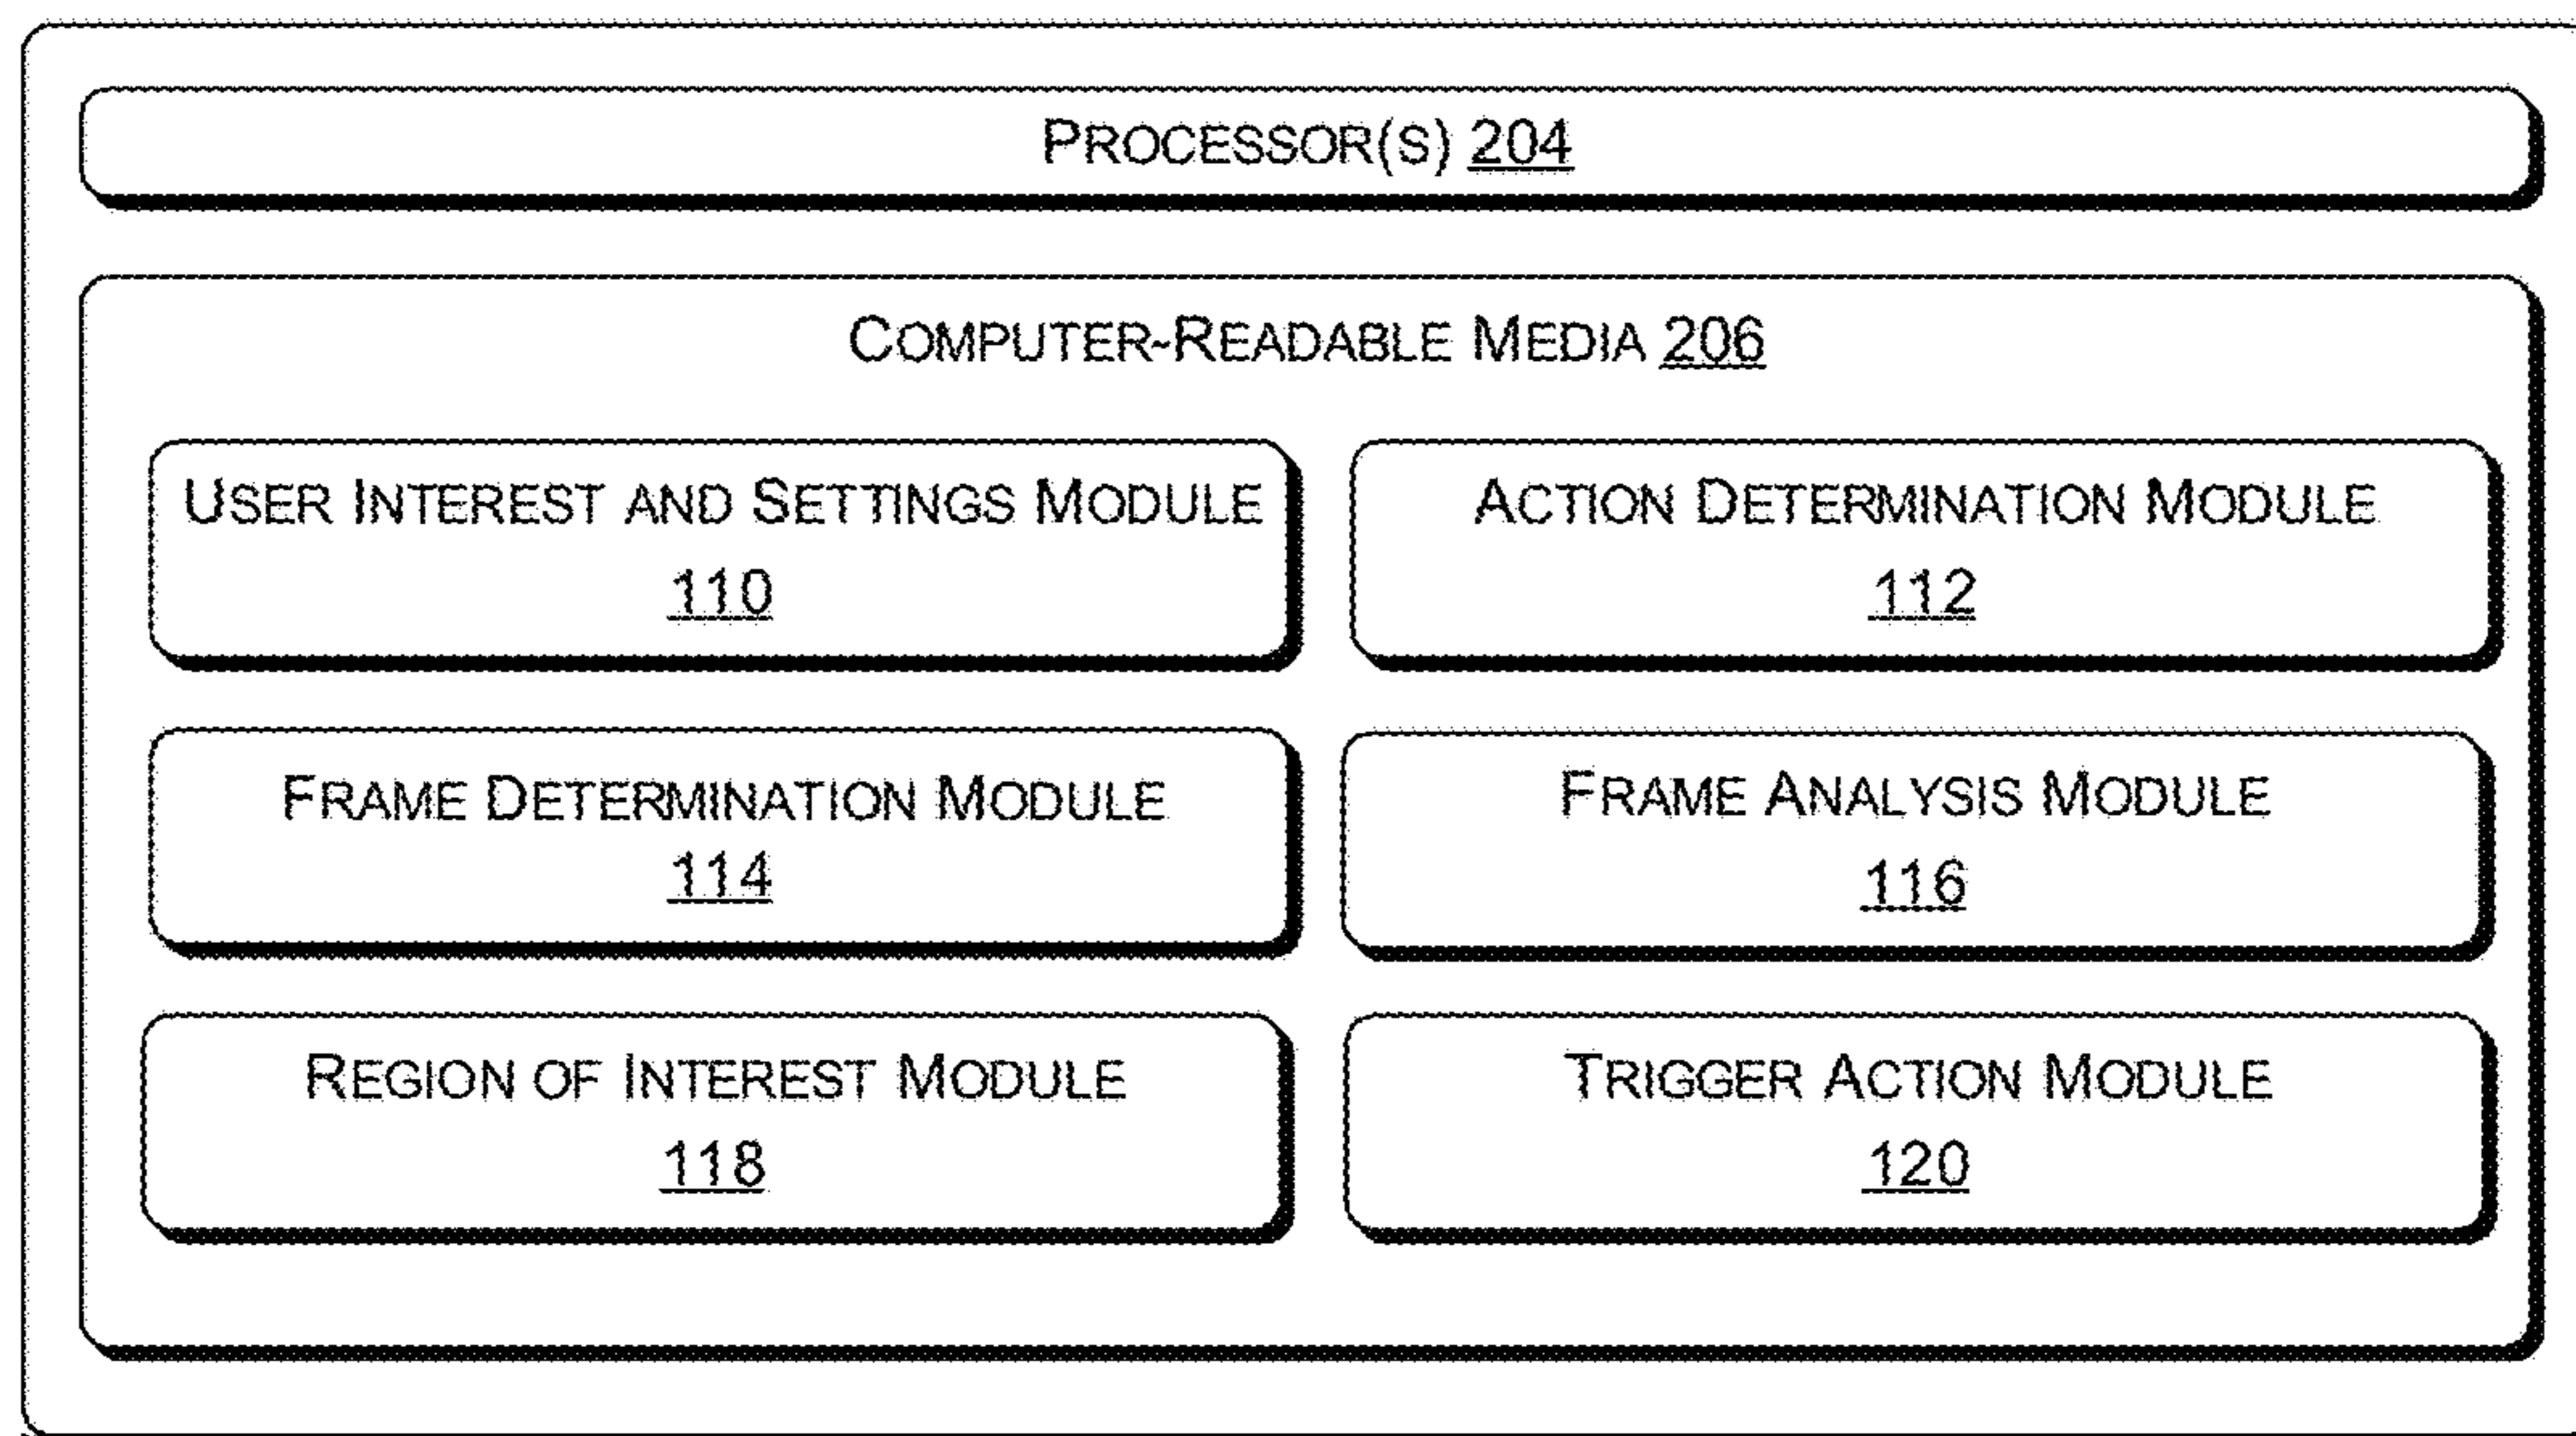 PROCESSOR(S) 204
COMPUTER-READABLE MEDIA 206
USER INTEREST AND SETTINGS MODULE
110
ACTION DETERMINATION MODULE
112
FRAME DETERMINATION MODULE
114
FRAME ANALYSIS MODULE
116
REGION OF INTEREST MODULE
118
TRIGGER ACTION MODULE
120